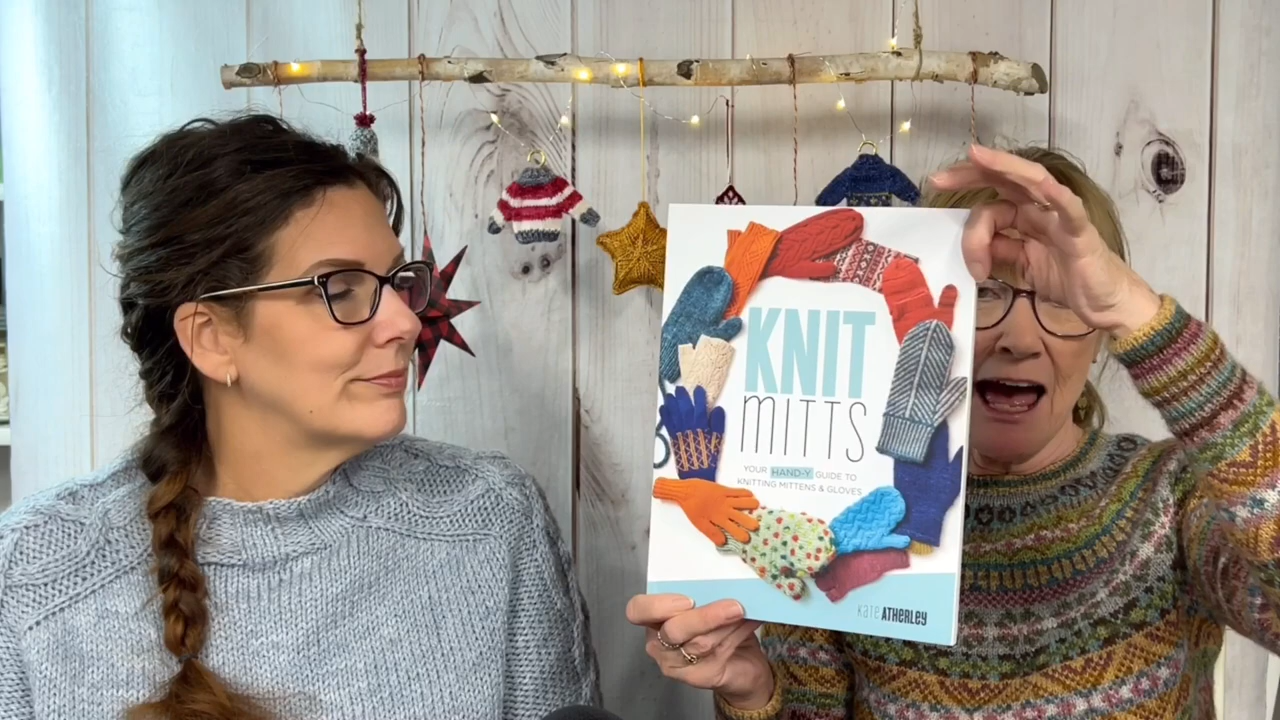 KNIT
MITTS
YOUR HAND-Y GUIDE TO
KNITTING MITTENS & GLOVES
KATE ATHERLEY